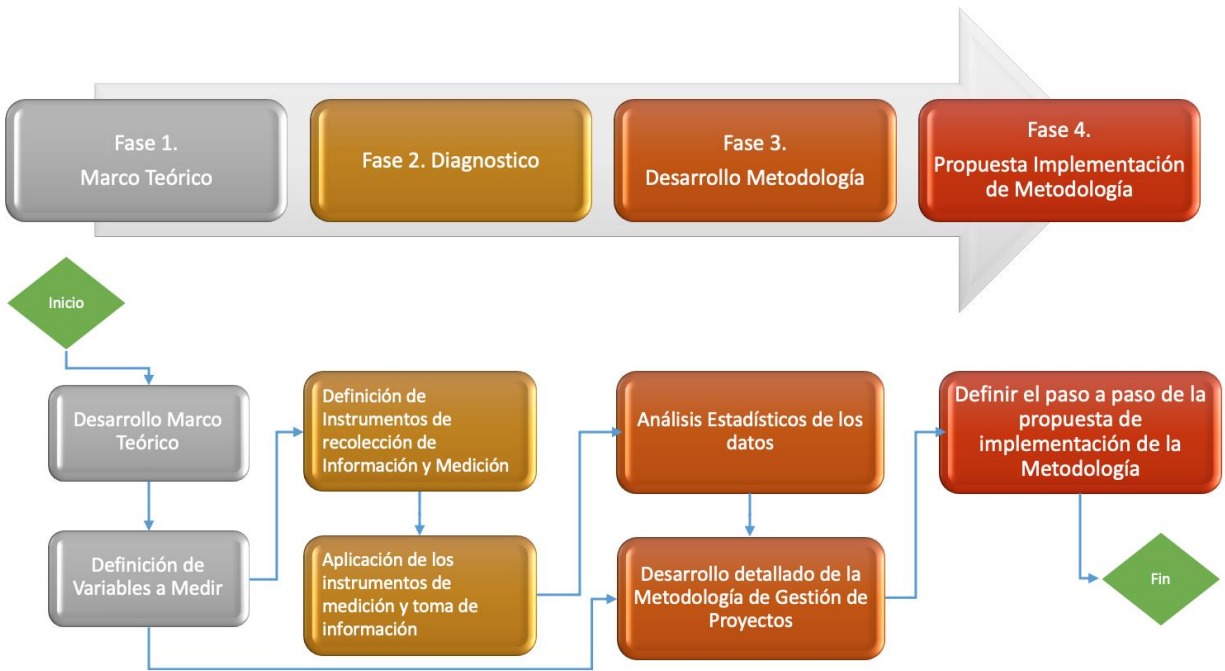 Fase 1.
Marco Teórico
Fase 2. Diagnostico
Fase 3.
Desarrollo Metodología
Fase 4.
Propuesta Implementación
de Metodología
Inicio
Desarrollo Marco
Teórico
Definición de
Variables a Medir
Definición de
Instrumentos de
recolección de
Información y Medición
Aplicación de los
instrumentos de
medición y toma de
información
Análisis Estadísticos de los
datos
Desarrollo detallado de la
Metodología de Gestión de
Proyectos
Definir el paso a paso de la
propuesta de
implementación de la
Metodología
Fin